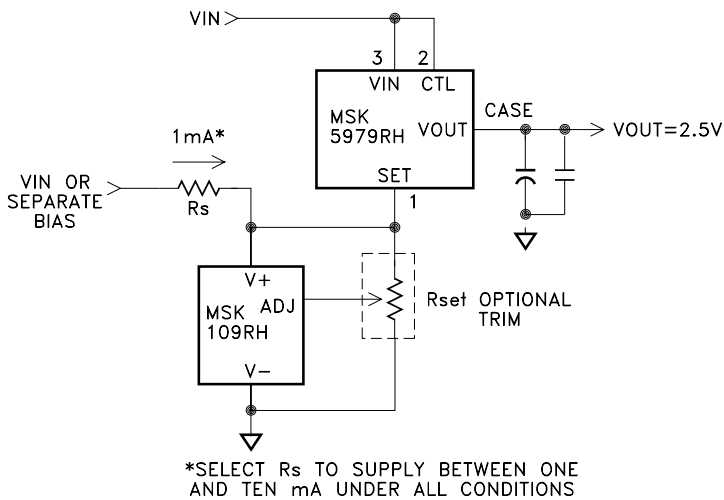 VIN
3
2
VIN
CTL
MSK
5979RH
VOUT
CASE
VOUT=2.5V
SET
1
1mA*
VIN OR
SEPARATE
BIAS
Rs
V+
MSK
109RH
ADJ
V-
Rset OPTIONAL
TRIM
*SELECT Rs TO SUPPLY BETWEEN ONE
AND TEN mA UNDER ALL CONDITIONS